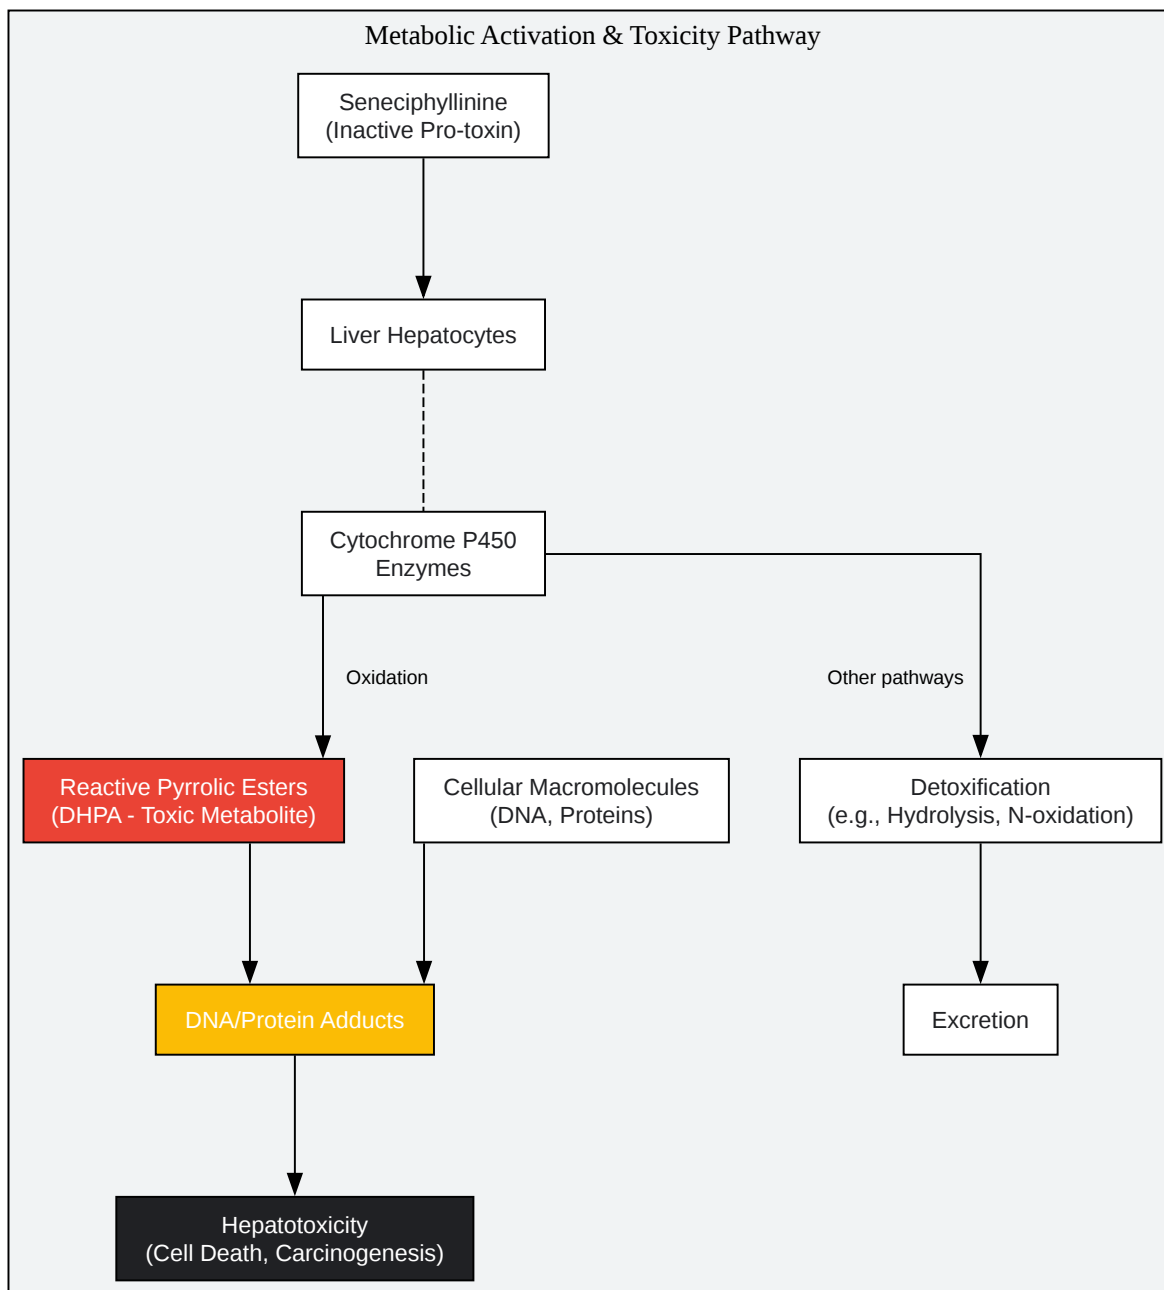 Metabolic Activation & Toxicity Pathway
Seneciphyllinine
(Inactive Pro-toxin)
Liver Hepatocytes
Cytochrome P450
Enzymes
Oxidation
Other pathways
Reactive Pyrrolic Esters
(DHPA - Toxic Metabolite)
Cellular Macromolecules
(DNA, Proteins)
Detoxification
(e.g., Hydrolysis, N-oxidation)
DNA/Protein Adducts
Excretion
Hepatotoxicity
(Cell Death, Carcinogenesis)